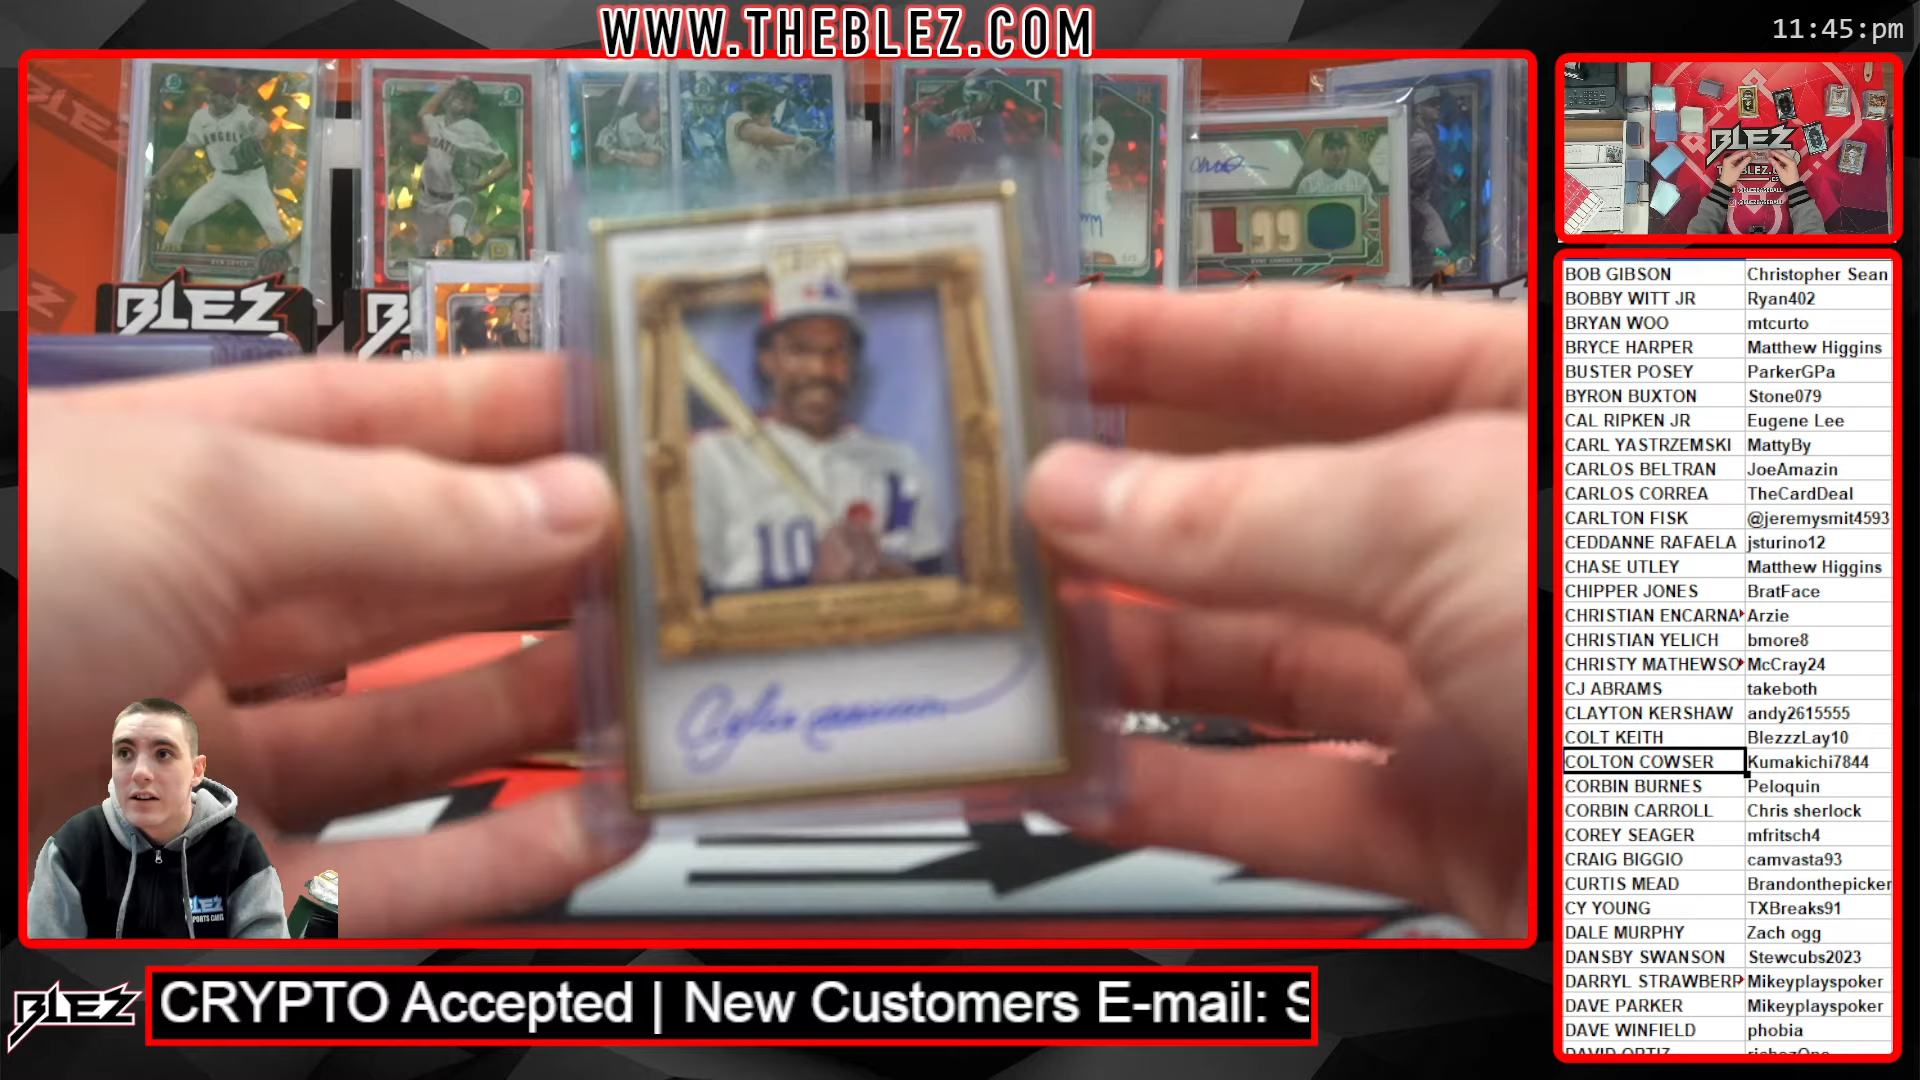 WWW.THEBLEZ.COM
11:45:pm
BLEZ
BLEZ
T
10
BLEZ
BLEZ
BOB GIBSON Christopher Sean
BOBBY WITT JR Ryan402
BRYAN WOO mtcurto
BRYCE HARPER Matthew Higgins
BUSTER POSEY ParkerGPa
BYRON BUXTON Stone079
CAL RIPKEN JR Eugene Lee
CARL YASTRZEMSKI MattyBy
CARLOS BELTRAN JoeAmazin
CARLOS CORREA TheCardDeal
CARLTON FISK @jeremysmit4593
CEDDANNE RAFAELA jsturino12
CHASE UTLEY Matthew Higgins
CHIPPER JONES BratFace
CHRISTIAN ENCARNA Arzie
CHRISTIAN YELICH bmore8
CHRISTY MATHEWSO McCray24
CJ ABRAMS takeboth
CLAYTON KERSHAW andy2615555
COLT KEITH BlezzzLay10
COLTON COWSER Kumakichi7844
CORBIN BURNES Peloquin
CORBIN CARROLL Chris sherlock
COREY SEAGER mfritsch4
CRAIG BIGGIO camvasta93
CURTIS MEAD Brandonthepicker
CY YOUNG TXBreaks91
DALE MURPHY Zach ogg
DANSBY SWANSON Stewcubs2023
DARRYL STRAWBERR Mikeyplayspoker
DAVE PARKER Mikeyplayspoker
DAVE WINFIELD phobia
DAVID ORTIZ
BLEZ
CRYPTO Accepted | New Customers E-mail: S